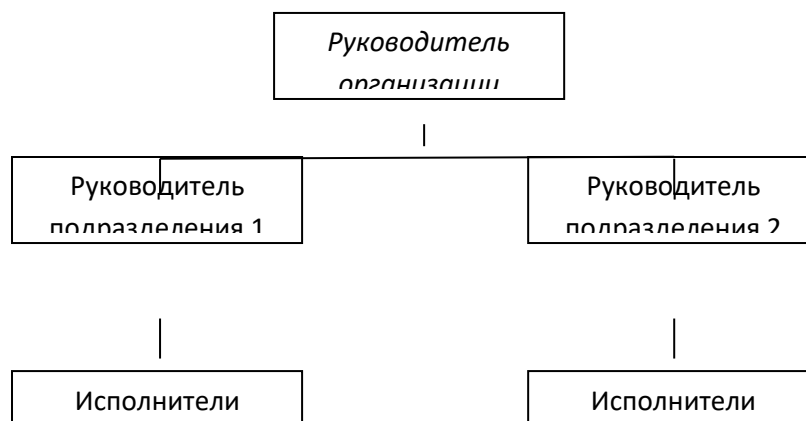 Руководитель
организации
Руководитель
подразделения 1
Руководитель
подразделения 2
Исполнители
Исполнители